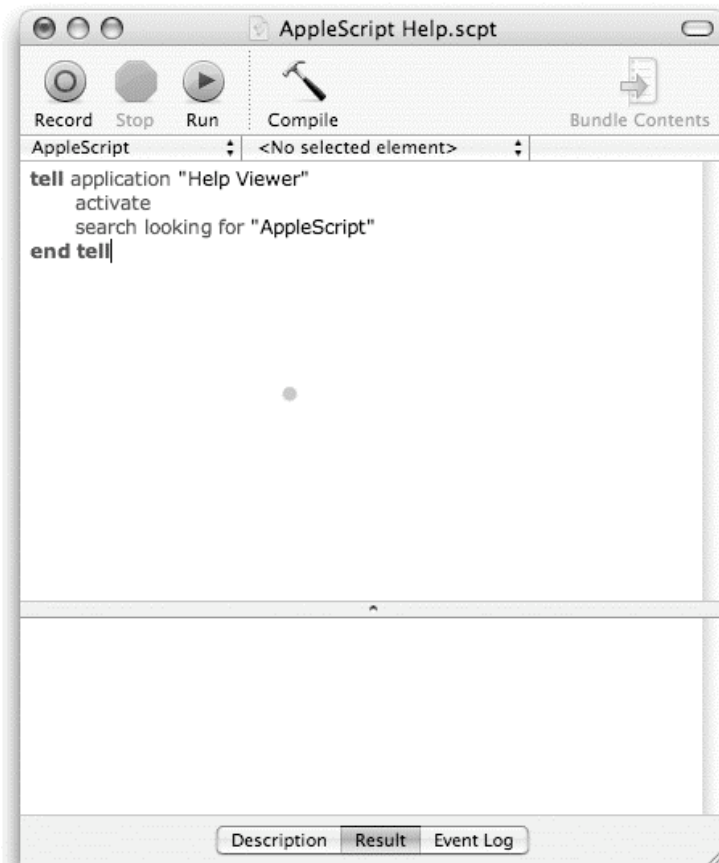 AppleScript Help.scpt
Record Stop Run Compile Bundle Contents
AppleScript <No selected element>
tell application "Help Viewer"
activate
search looking for "AppleScript"
end tell
Description Result Event Log